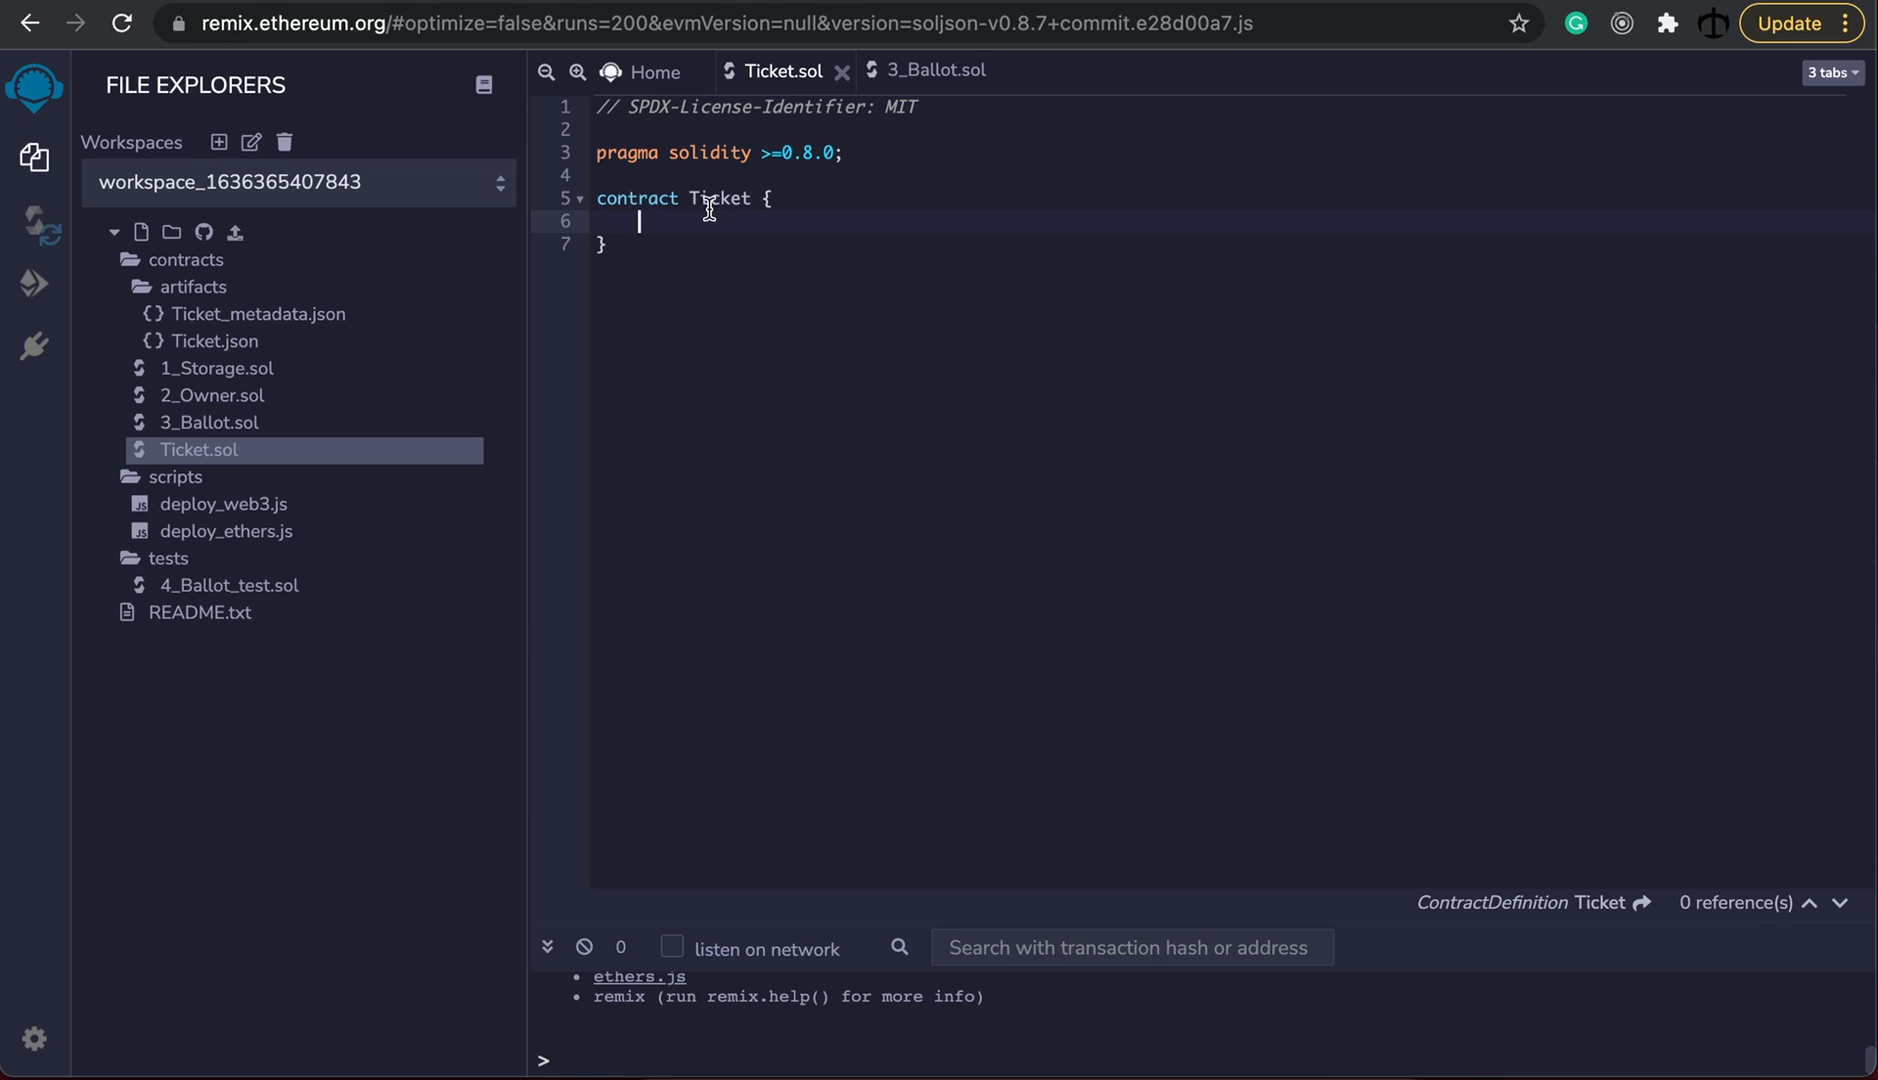 remix.ethereum.org/#optimize=false&runs=200&evmVersion=null&version=soljson-v0.8.7+commit.e28d00a7.js
Update
FILE EXPLORERS
Workspaces
workspace_1636365407843
contracts
artifacts
Ticket_metadata.json
Ticket.json
1_Storage.sol
2_Owner.sol
3_Ballot.sol
Ticket.sol
scripts
JS deploy_web3.js
JS deploy_ethers.js
tests
4_Ballot_test.sol
README.txt
Home
Ticket.sol
3_Ballot.sol
3 tabs
1 // SPDX-License-Identifier: MIT
2
3 pragma solidity >=0.8.0;
4
5 contract Ticket {
6
7 }
ContractDefinition Ticket 0 reference(s)
0 listen on network Search with transaction hash or address
• ethers.js
• remix (run remix.help() for more info)
>